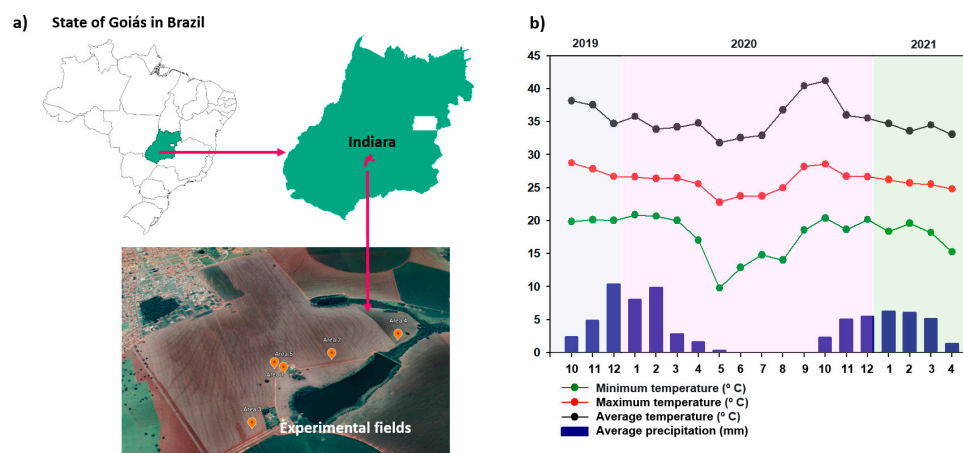 a) State of Goiás in Brazil
Indiara
Area 4
Area 2
Area 5
Area 3
Experimental fields
b)
2019 2020 2021
45
40
35
30
25
20
15
10
5
0
10 11 12 1 2 3 4 5 6 7 8 9 10 11 12 1 2 3 4
Minimum temperature (º C)
Maximum temperature (º C)
Average temperature (º C)
Average precipitation (mm)